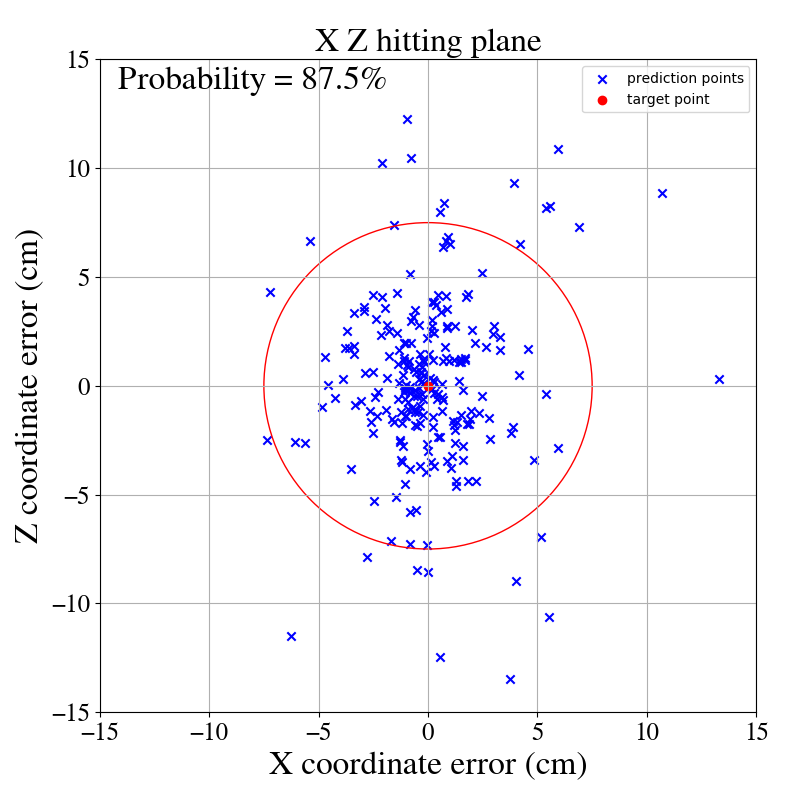 X Z hitting plane
Probability = 87.5%
prediction points
target point
Z coordinate error (cm)
15
10
5
0
−5
−10
−15
−15 −10 −5 0 5 10 15
X coordinate error (cm)